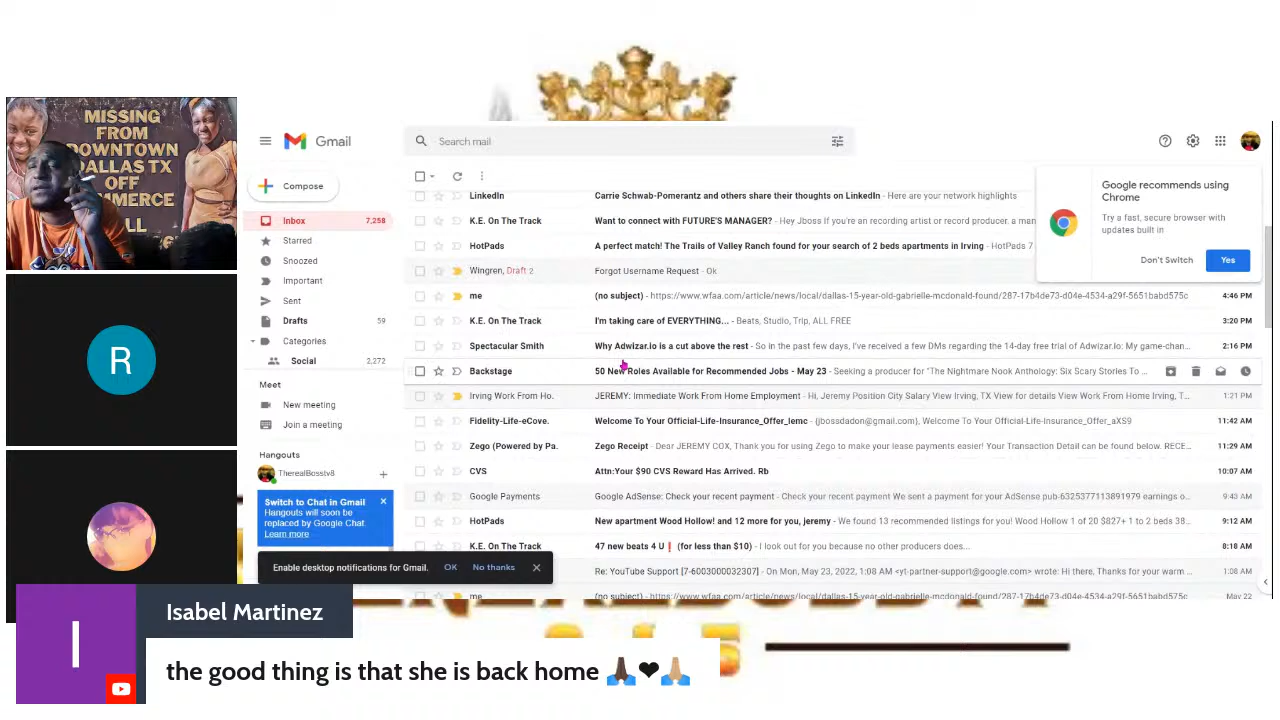 MISSING
FROM
DOWNTOWN
DALLAS TX
OFF
MMERCE
LL
R
Gmail
Search mail
Compose
Inbox 7,258
Starred
Snoozed
Important
Sent
Drafts 59
Categories
Social 2,272
Meet
New meeting
Join a meeting
Hangouts
TherealBosstv8
Switch to Chat in Gmail
Hangouts will soon be
replaced by Google Chat.
Learn more
LinkedIn Carrie Schwab-Pomerantz and others share their thoughts on LinkedIn - Here are your network highlights
K.E. On The Track Want to connect with FUTURE'S MANAGER? - Hey Jboss If you're an recording artist or record producer, a man
HotPads A perfect match! The Trails of Valley Ranch found for your search of 2 beds apartments in Irving - HotPads 7
Wingren, Draft 2 Forgot Username Request - Ok
me (no subject) - https://www.wfaa.com/article/news/local/dallas-15-year-old-gabrielle-mcdonald-found/287-17b4de73-d04e-4534-a29f-5651babd575c 4:46 PM
K.E. On The Track I'm taking care of EVERYTHING... - Beats, Studio, Trip, ALL FREE 3:20 PM
Spectacular Smith Why Adwizar.io is a cut above the rest - So in the past few days, I've received a few DMs regarding the 14-day free trial of Adwizar.io: My game-chan... 2:16 PM
Backstage 50 New Roles Available for Recommended Jobs - May 23 - Seeking a producer for "The Nightmare Nook Anthology: Six Scary Stories To ...
Irving Work From Ho. JEREMY: Immediate Work From Home Employment - Hi, Jeremy Position City Salary View Irving, TX View for details View Work From Home Irving, T... 1:21 PM
Fidelity-Life-eCove. Welcome To Your Official-Life-Insurance_Offer_lemc - (jbossdadon@gmail.com), Welcome To Your Official-Life-Insurance_Offer_aXS9 11:42 AM
Zego (Powered by Pa. Zego Receipt - Dear JEREMY COX, Thank you for using Zego to make your lease payments easier! Your Transaction Detail can be found below. RECE... 11:29 AM
CVS Attn:Your $90 CVS Reward Has Arrived. Rb 10:07 AM
Google Payments Google AdSense: Check your recent payment - Check your recent payment We sent a payment for your AdSense pub-6325377113891979 earnings o... 9:43 AM
HotPads New apartment Wood Hollow! and 12 more for you, jeremy - We found 13 recommended listings for you! Wood Hollow 1 of 20 $827+ 1 to 2 beds 38... 9:12 AM
K.E. On The Track 47 new beats 4 U❗ (for less than $10) - I look out for you because no other producers does... 8:18 AM
Re: YouTube Support [7-6003000032307] - On Mon, May 23, 2022, 1:08 AM <yt-partner-support@google.com> wrote: Hi there, Thanks for your warm ... 1:08 AM
me (no subject) - https://www.wfaa.com/article/news/local/dallas-15-year-old-gabrielle-mcdonald-found/287-17b4de73-d04e-4534-a29f-5651babd575c May 22
Google recommends using
Chrome
Try a fast, secure browser with
updates built in
Don't Switch Yes
Enable desktop notifications for Gmail. OK No thanks
I
Isabel Martinez
the good thing is that she is back home 🙏🏿❤🙏🏼